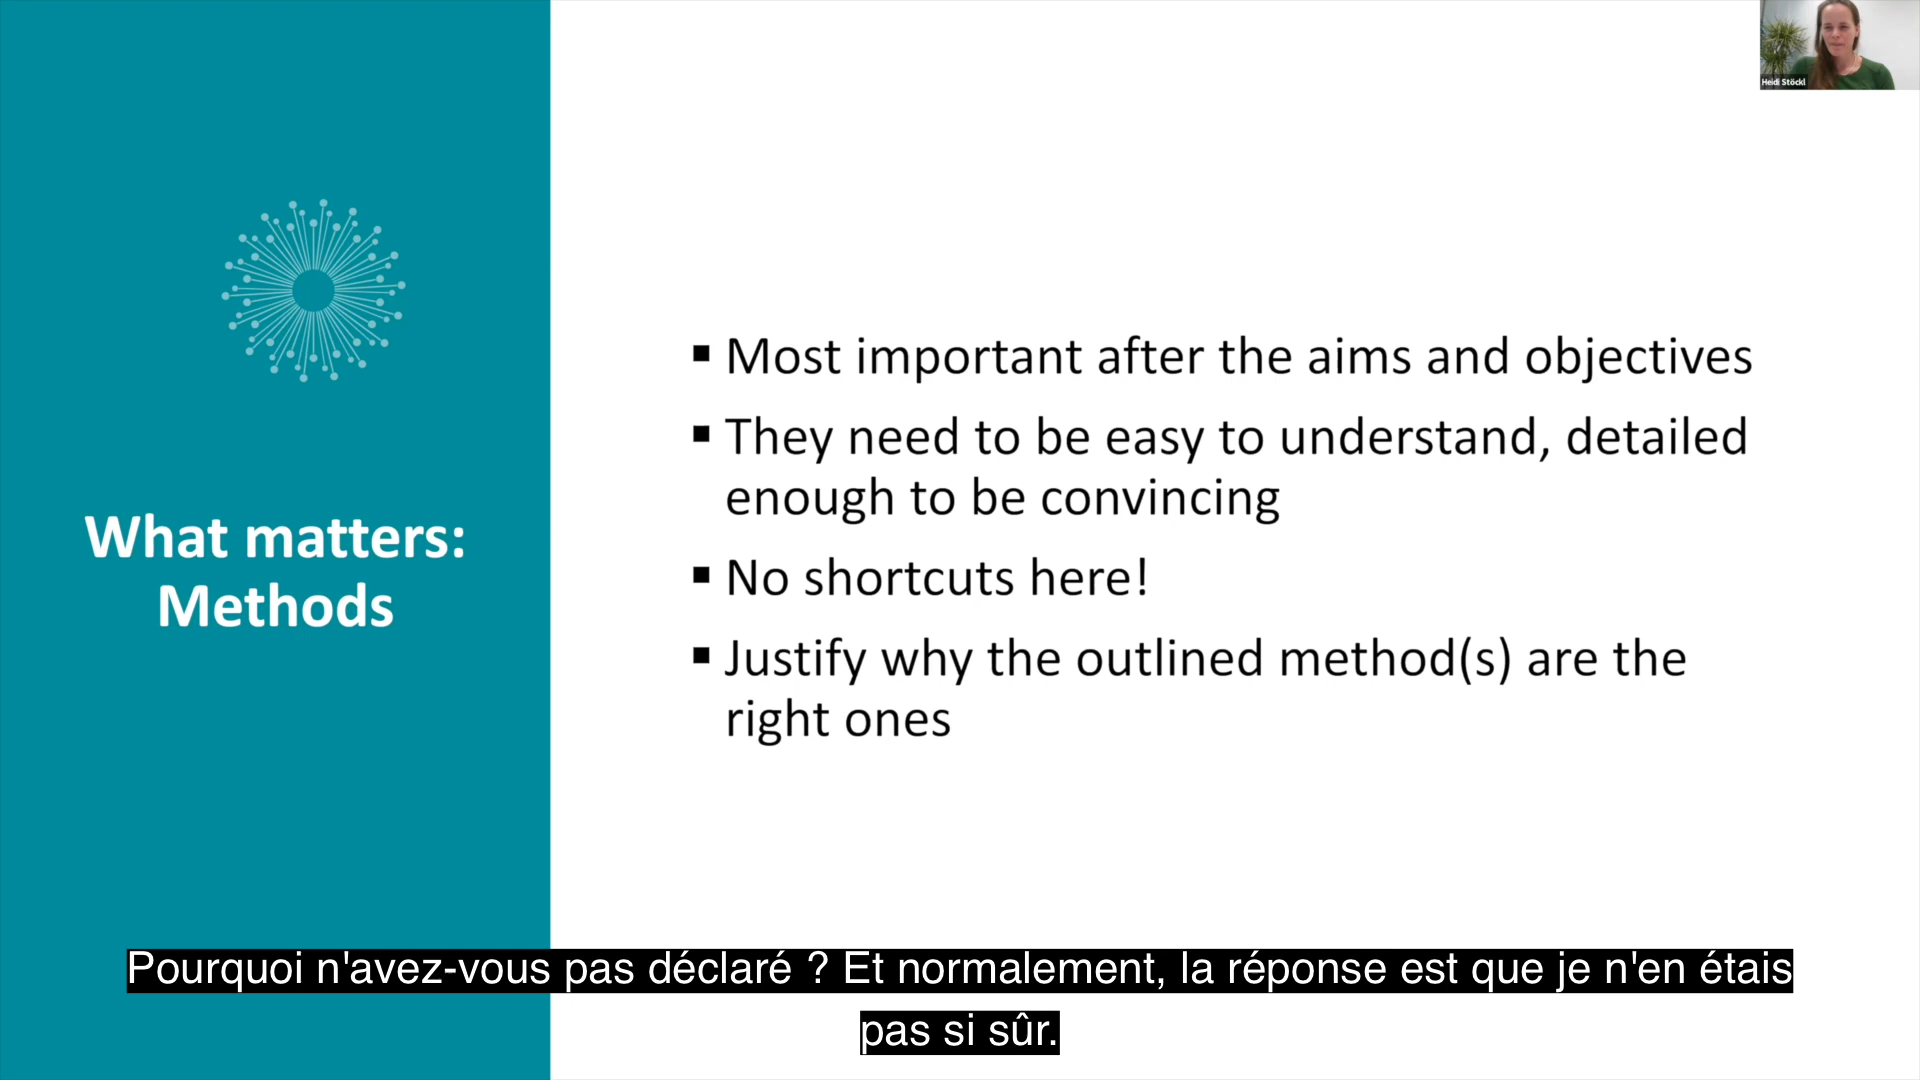 Heidi Stöckl
What matters:
Methods
▪ Most important after the aims and objectives
▪ They need to be easy to understand, detailed
enough to be convincing
▪ No shortcuts here!
▪ Justify why the outlined method(s) are the
right ones
Pourquoi n'avez-vous pas déclaré ? Et normalement, la réponse est que je n'en étais
pas si sûr.